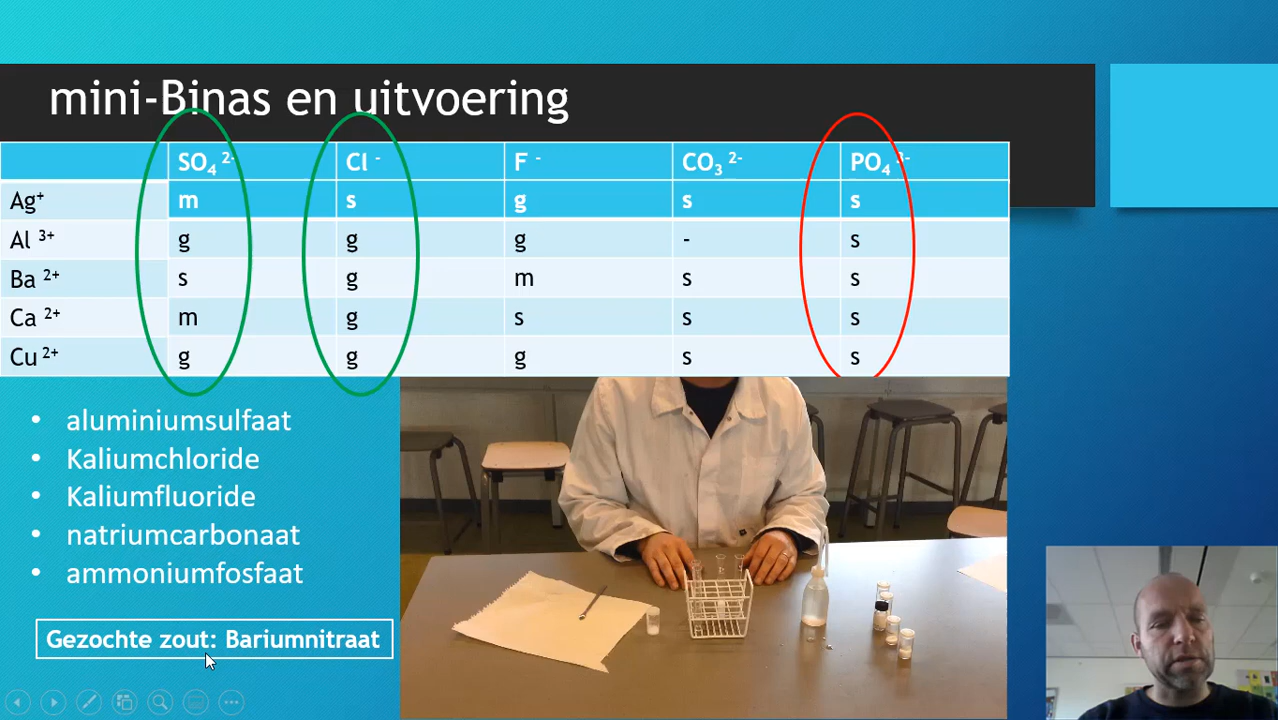 mini-Binas en uitvoering
SO₄ ²⁻ Cl ⁻ F ⁻ CO₃ ²⁻ PO₄ ³⁻
Ag⁺ m s g s s
Al ³⁺ g g g - s
Ba ²⁺ s g m s s
Ca ²⁺ m g s s s
Cu ²⁺ g g g s s
• aluminiumsulfaat
• Kaliumchloride
• Kaliumfluoride
• natriumcarbonaat
• ammoniumfosfaat
Gezochte zout: Bariumnitraat